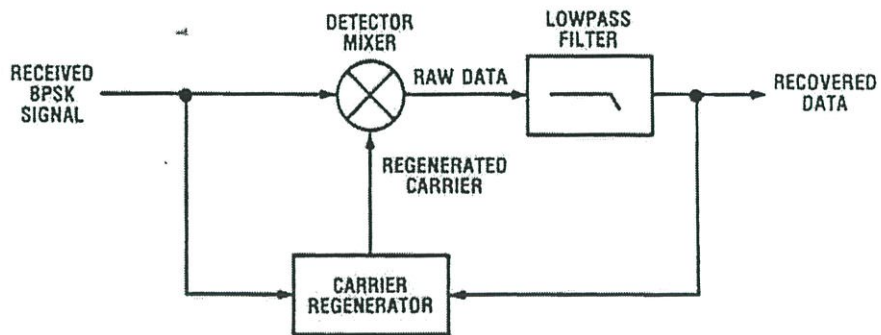 DETECTOR
MIXER
LOWPASS
FILTER
RECEIVED
BPSK
SIGNAL
RAW DATA
RECOVERED
DATA
REGENERATED
CARRIER
CARRIER
REGENERATOR